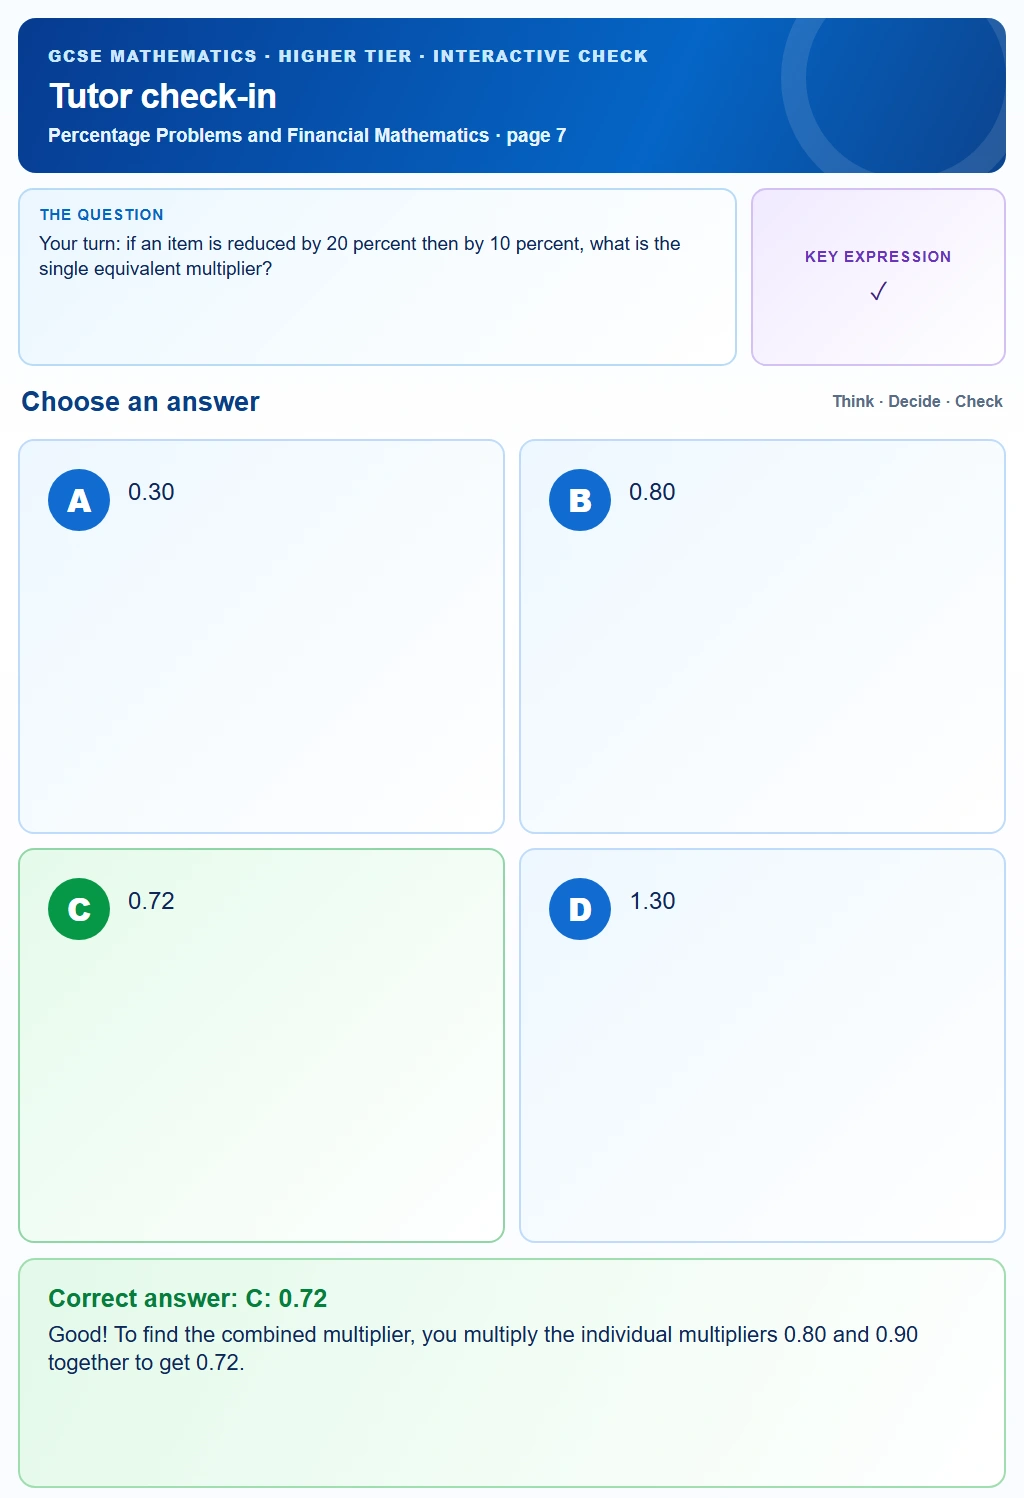 GCSE MATHEMATICS · HIGHER TIER · INTERACTIVE CHECK
Tutor check-in
Percentage Problems and Financial Mathematics · page 7
THE QUESTION
Your turn: if an item is reduced by 20 percent then by 10 percent, what is the
single equivalent multiplier?
KEY EXPRESSION
✓
Choose an answer
Think · Decide · Check
A 0.30
B 0.80
C 0.72
D 1.30
Correct answer: C: 0.72
Good! To find the combined multiplier, you multiply the individual multipliers 0.80 and 0.90
together to get 0.72.